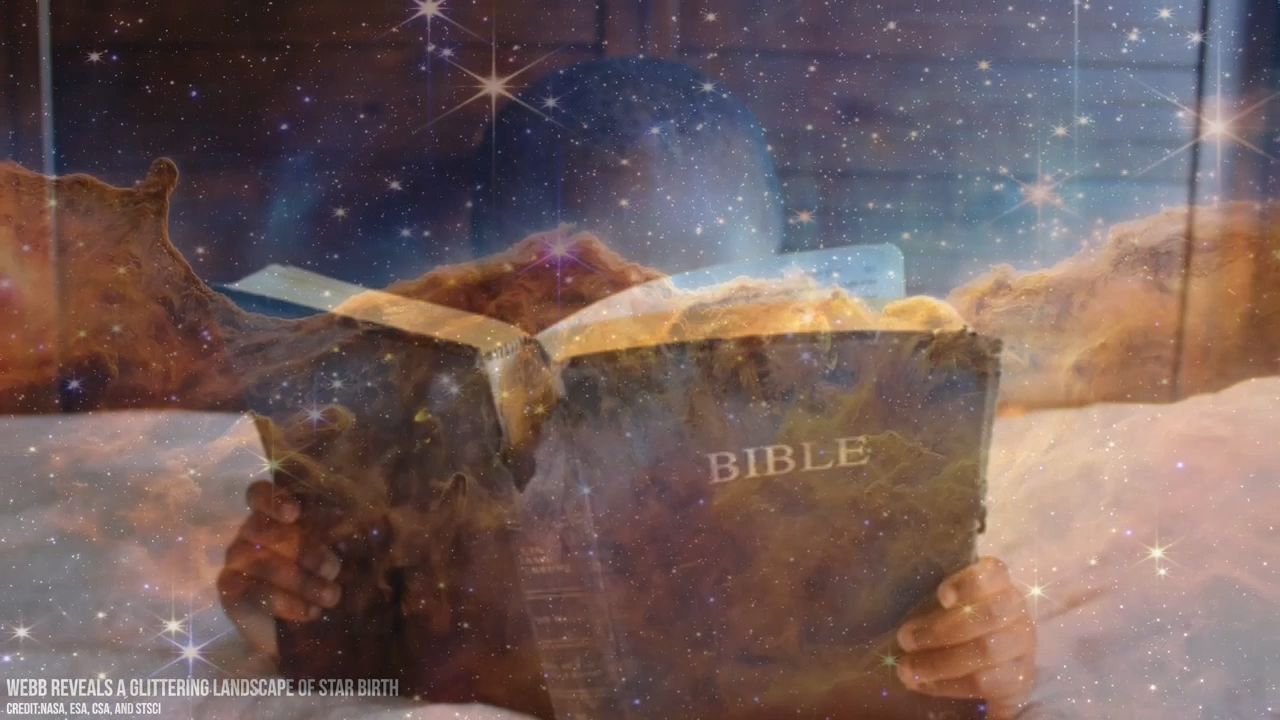 BIBLE
WEBB REVEALS A GLITTERING LANDSCAPE OF STAR BIRTH
CREDIT:NASA, ESA, CSA, AND STSCI